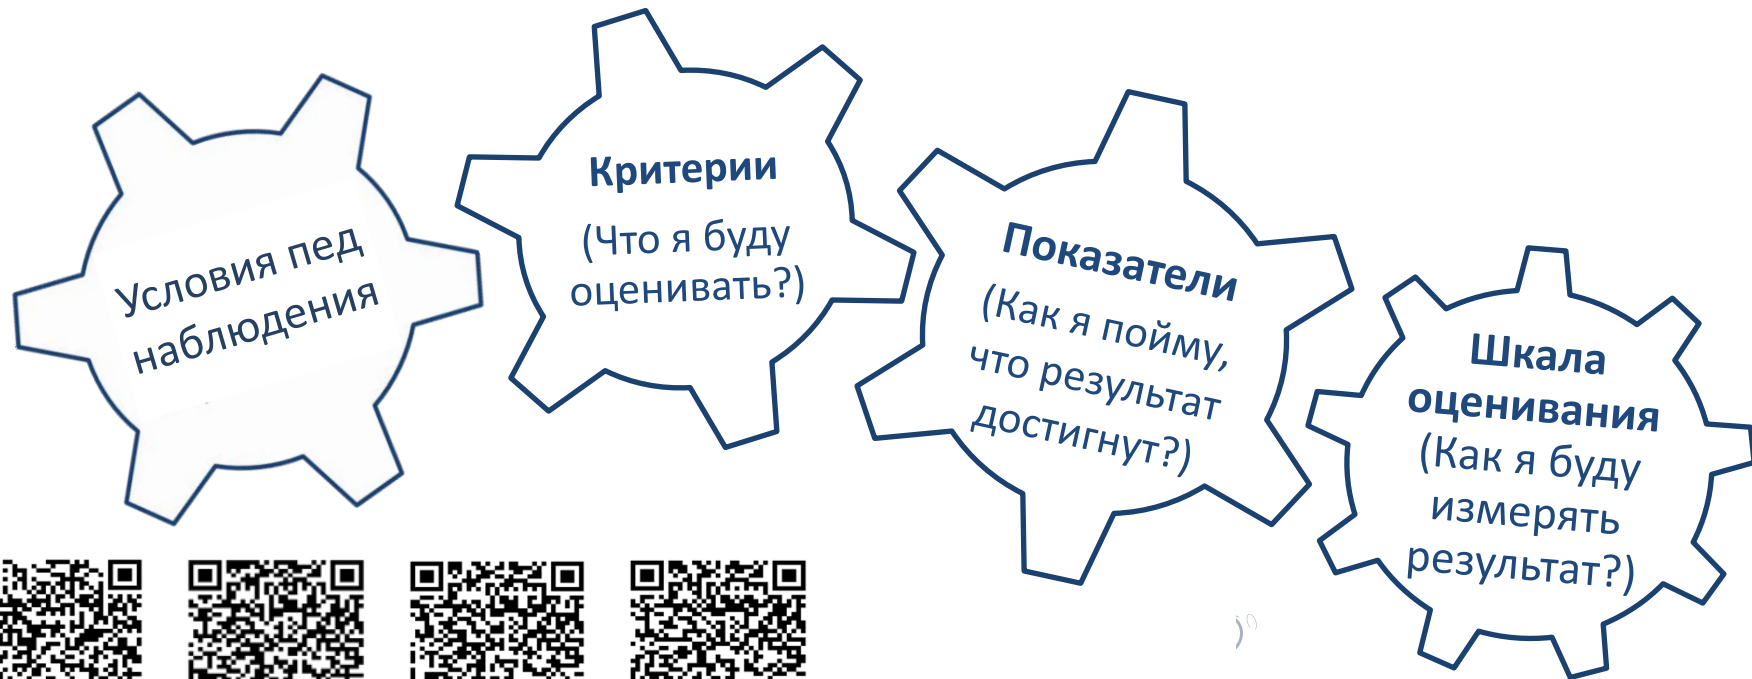 Условия пед
наблюдения
Критерии
(Что я буду
оценивать?)
Показатели
(Как я пойму,
что результат
достигнут?)
Шкала
оценивания
(Как я буду
измерять
результат?)